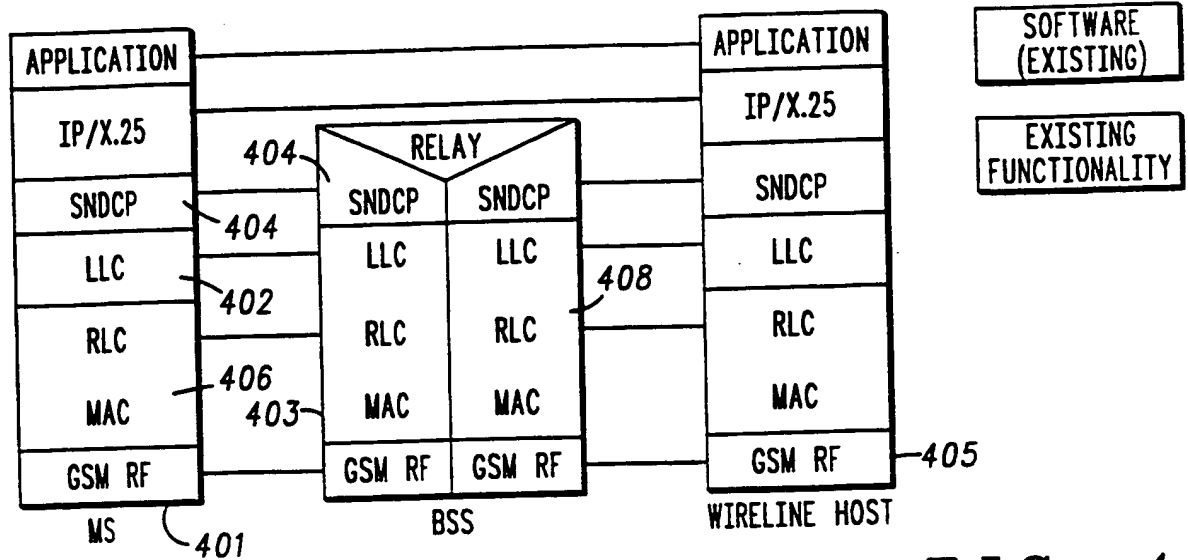 APPLICATION
IP/X.25
SNDCP
404
LLC
402
RLC
406
MAC
GSM RF
MS
401
RELAY
404
SNDCP SNDCP
LLC LLC
408
RLC RLC
403
MAC MAC
GSM RF GSM RF
BSS
APPLICATION
IP/X.25
SNDCP
LLC
RLC
MAC
GSM RF
405
WIRELINE HOST
SOFTWARE
(EXISTING)
EXISTING
FUNCTIONALITY